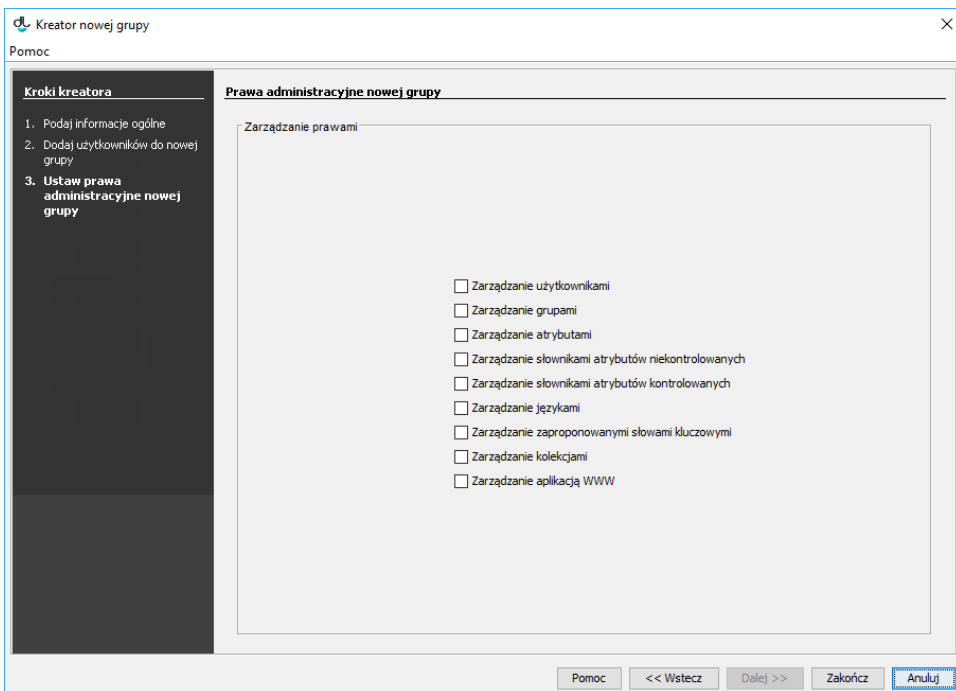 Kreator nowej grupy
Pomoc
Kroki kreatora
1. Podaj informacje ogólne
2. Dodaj użytkowników do nowej
grupy
3. Ustaw prawa
administracyjne nowej
grupy
Prawa administracyjne nowej grupy
Zarządzanie prawami
Zarządzanie użytkownikami
Zarządzanie grupami
Zarządzanie atrybutami
Zarządzanie słownikami atrybutów niekontrolowanych
Zarządzanie słownikami atrybutów kontrolowanych
Zarządzanie językami
Zarządzanie zaproponowanymi słowami kluczowymi
Zarządzanie kolekcjami
Zarządzanie aplikacją WWW
Pomoc
<< Wstecz
Dalej >>
Zakończ
Anuluj